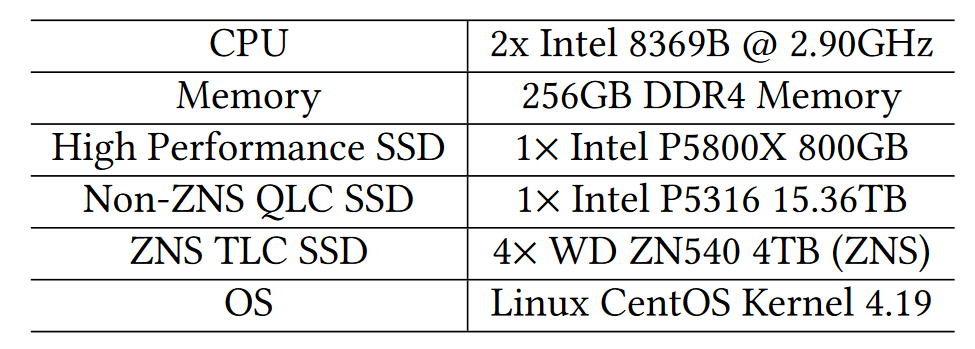 CPU 2x Intel 8369B @ 2.90GHz
Memory 256GB DDR4 Memory
High Performance SSD 1× Intel P5800X 800GB
Non-ZNS QLC SSD 1× Intel P5316 15.36TB
ZNS TLC SSD 4× WD ZN540 4TB (ZNS)
OS Linux CentOS Kernel 4.19